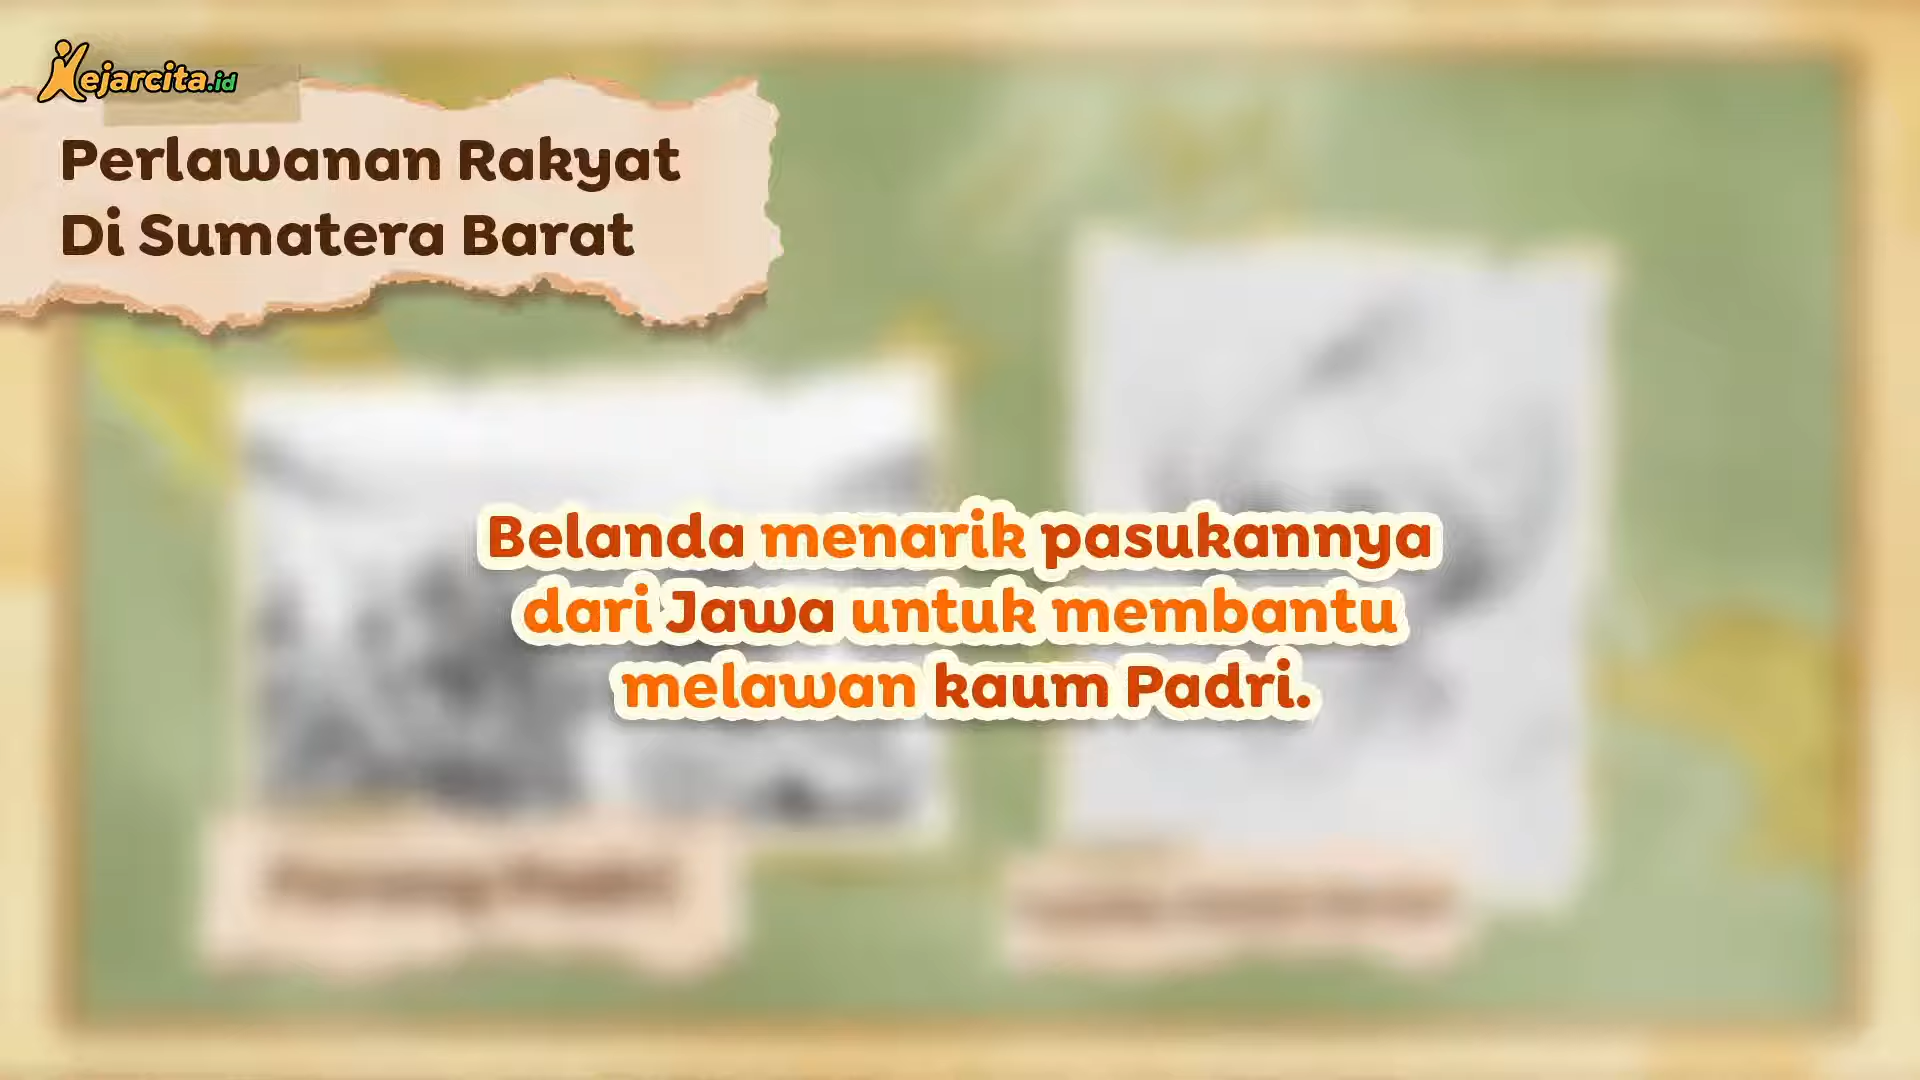 Kejarcita.id
Perlawanan Rakyat
Di Sumatera Barat
Belanda menarik pasukannya
dari Jawa untuk membantu
melawan kaum Padri.